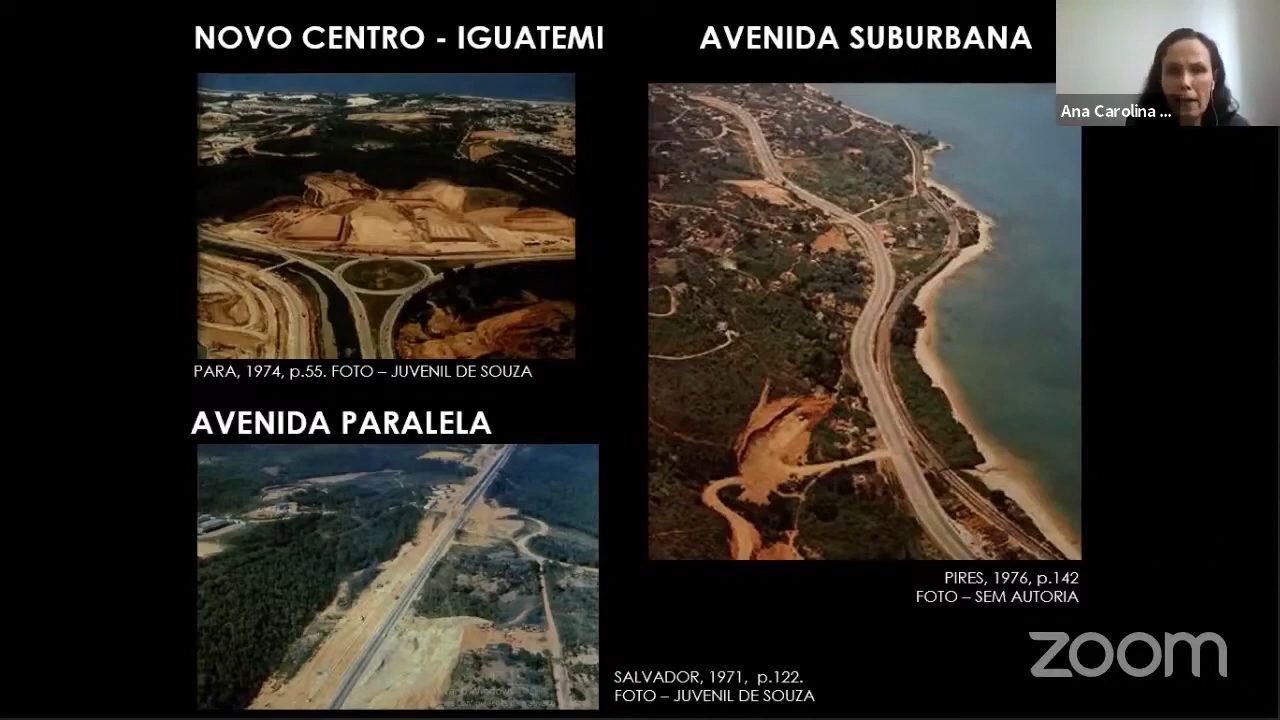 NOVO CENTRO - IGUATEMI
AVENIDA SUBURBANA
Ana Carolina ...
PARA, 1974, p.55. FOTO – JUVENIL DE SOUZA
AVENIDA PARALELA
PIRES, 1976, p.142
FOTO – SEM AUTORIA
zoom
SALVADOR, 1971, p.122.
FOTO – JUVENIL DE SOUZA